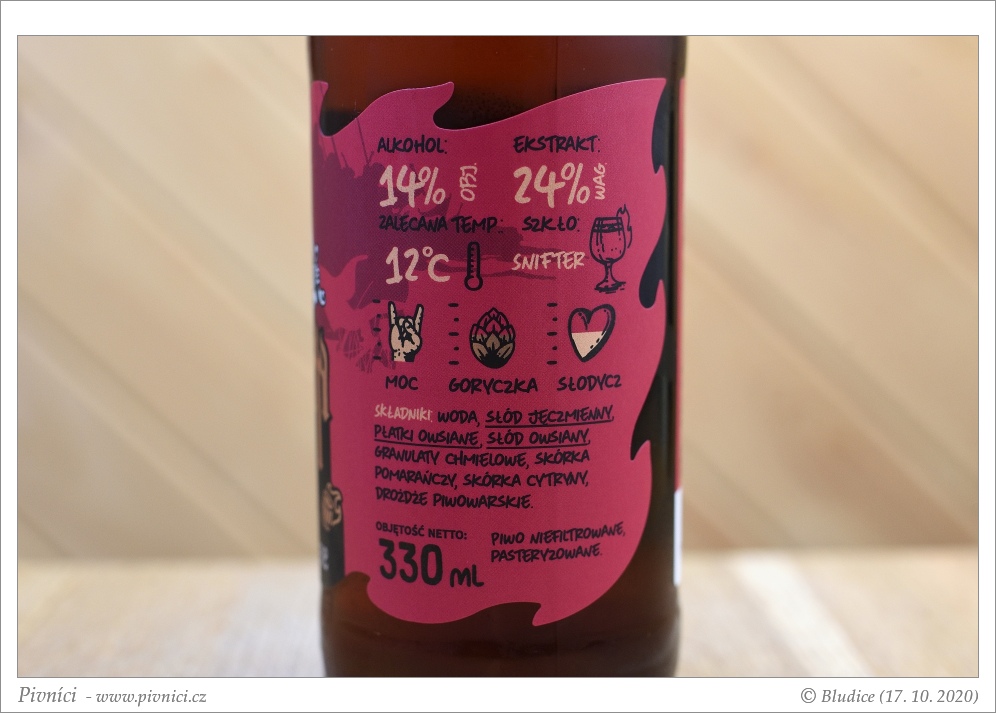 ALKOHOL: EKSTRAKT:
14% OBJ. 24% WAG.
ZALECANA TEMP.: SZKŁO:
12°C SNIFTER
MOC GORYCZKA SŁODYCZ
SKŁADNIKI: WODA, SŁÓD JĘCZMIENNY,
PŁATKI OWSIANE, SŁÓD OWSIANY,
GRANULATY CHMIELOWE, SKÓRKA
POMARAŃCZY, SKÓRKA CYTRYNY,
DROŻDŻE PIWOWARSKIE.
OBJĘTOŚĆ NETTO:
330 ML
PIWO NIEFILTROWANE,
PASTERYZOWANE.
Pivníci - www.pivnici.cz
© Bludice (17. 10. 2020)